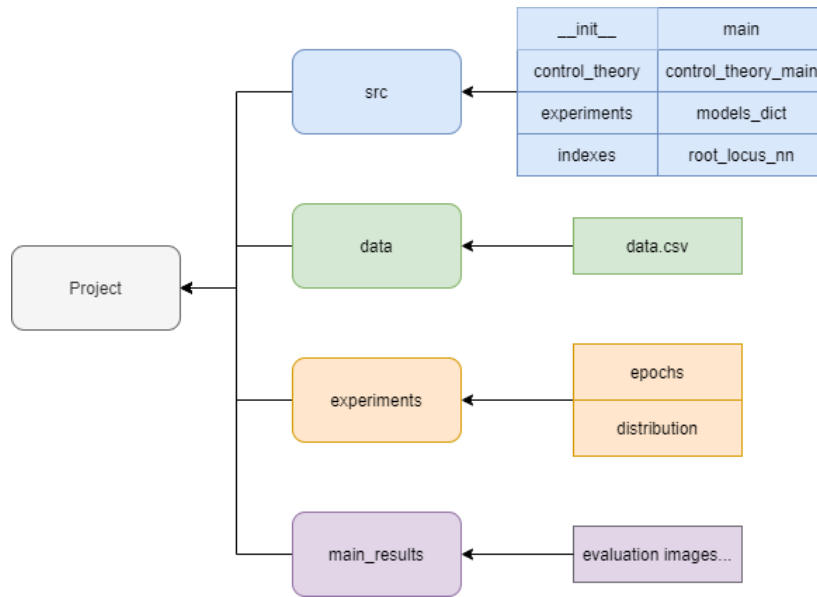 __init__
main
control_theory
control_theory_main
src
experiments
models_dict
indexes
root_locus_nn
data
data.csv
Project
epochs
experiments
distribution
main_results
evaluation images...